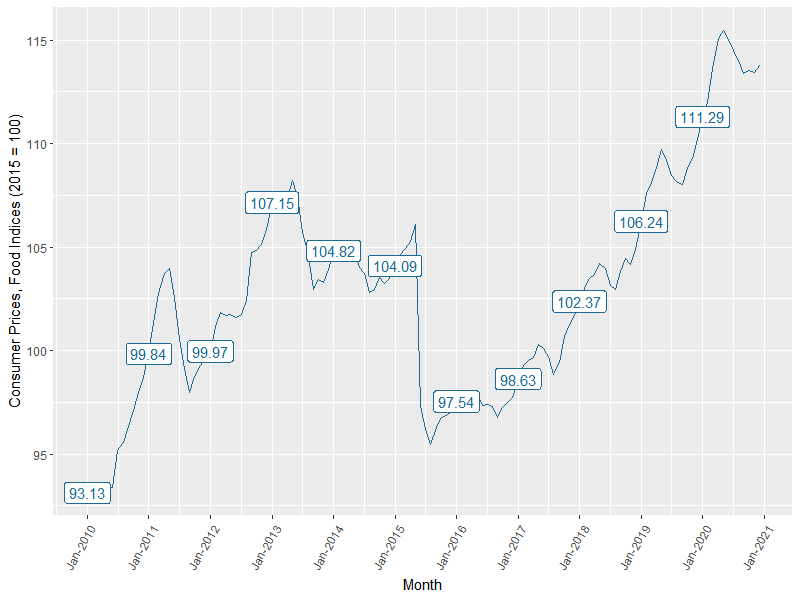 Consumer Prices, Food Indices (2015 = 100)
115
110
105
100
95
93.13
99.84
99.97
107.15
104.82
104.09
97.54
98.63
102.37
106.24
111.29
Jan-2010
Jan-2011
Jan-2012
Jan-2013
Jan-2014
Jan-2015
Jan-2016
Jan-2017
Jan-2018
Jan-2019
Jan-2020
Jan-2021
Month